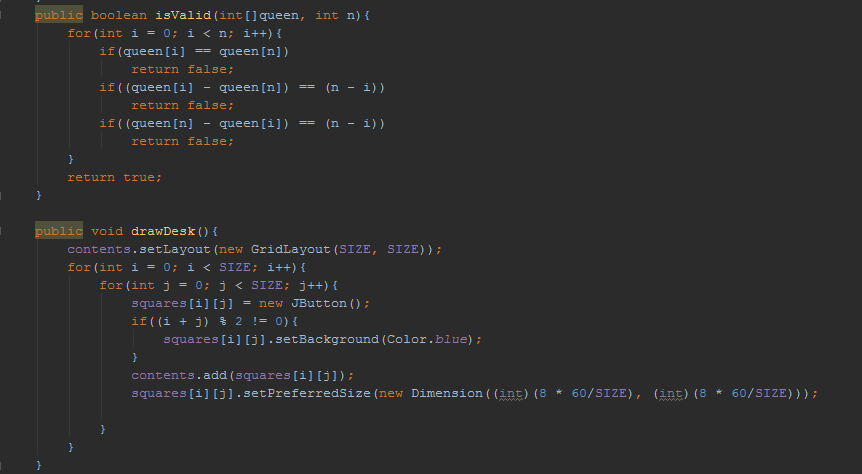 public boolean isValid(int[]queen, int n){
for(int i = 0; i < n; i++){
if(queen[i] == queen[n])
return false;
if((queen[i] - queen[n]) == (n - i))
return false;
if((queen[n] - queen[i]) == (n - i))
return false;
}
return true;
}
public void drawDesk(){
contents.setLayout(new GridLayout(SIZE, SIZE));
for(int i = 0; i < SIZE; i++){
for(int j = 0; j < SIZE; j++){
squares[i][j] = new JButton();
if((i + j) % 2 != 0){
squares[i][j].setBackground(Color.blue);
}
contents.add(squares[i][j]);
squares[i][j].setPreferredSize(new Dimension((int)(8 * 60/SIZE), (int)(8 * 60/SIZE)));
}
}
}